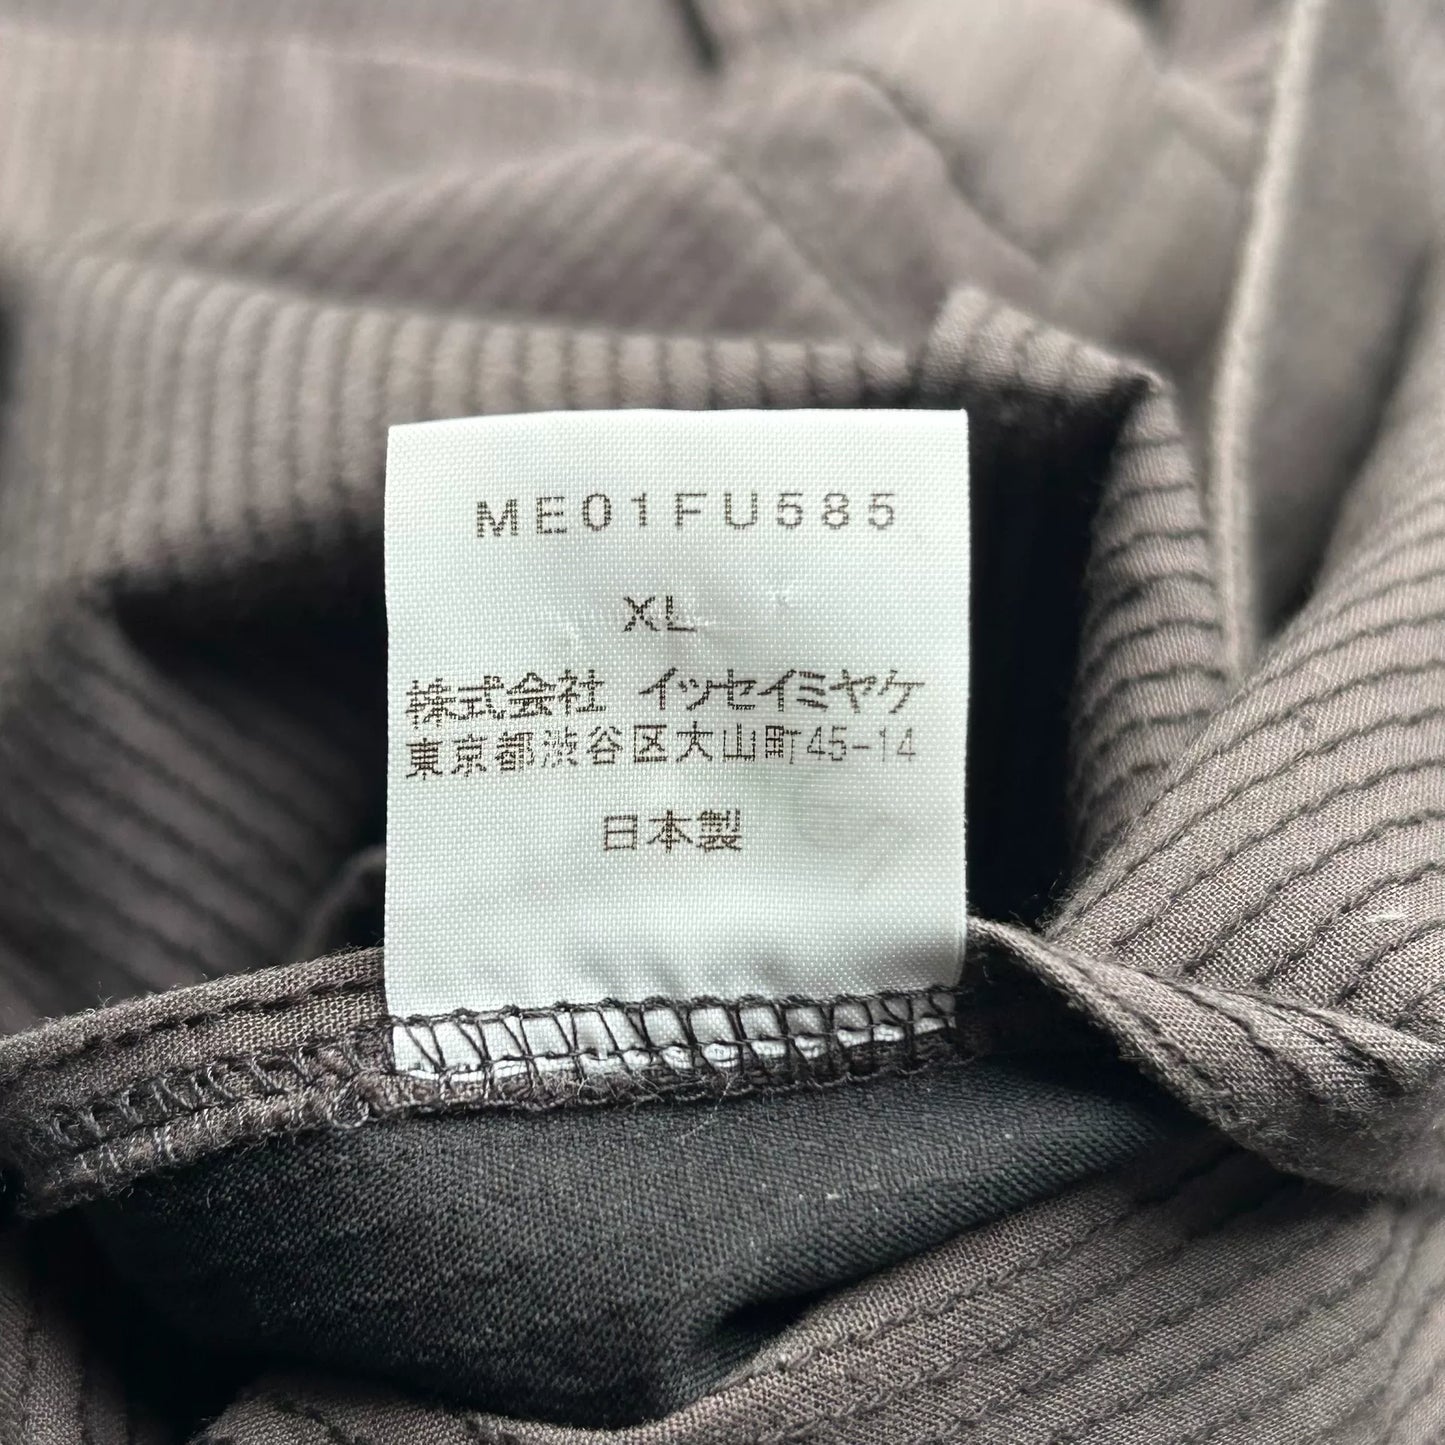 ME01FU585
XL
株式会社 イッセイミヤケ
東京都渋谷区大山町45-14
日本製